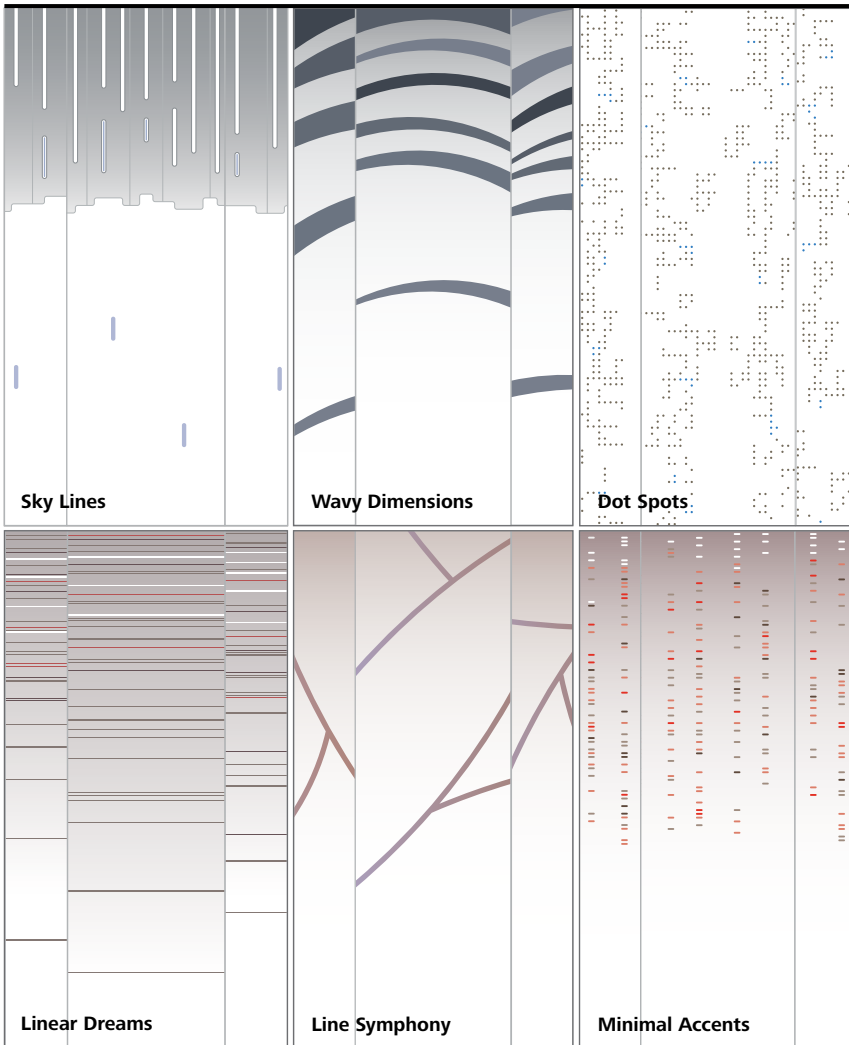 Sky Lines
Wavy Dimensions
Dot Spots
Linear Dreams
Line Symphony
Minimal Accents